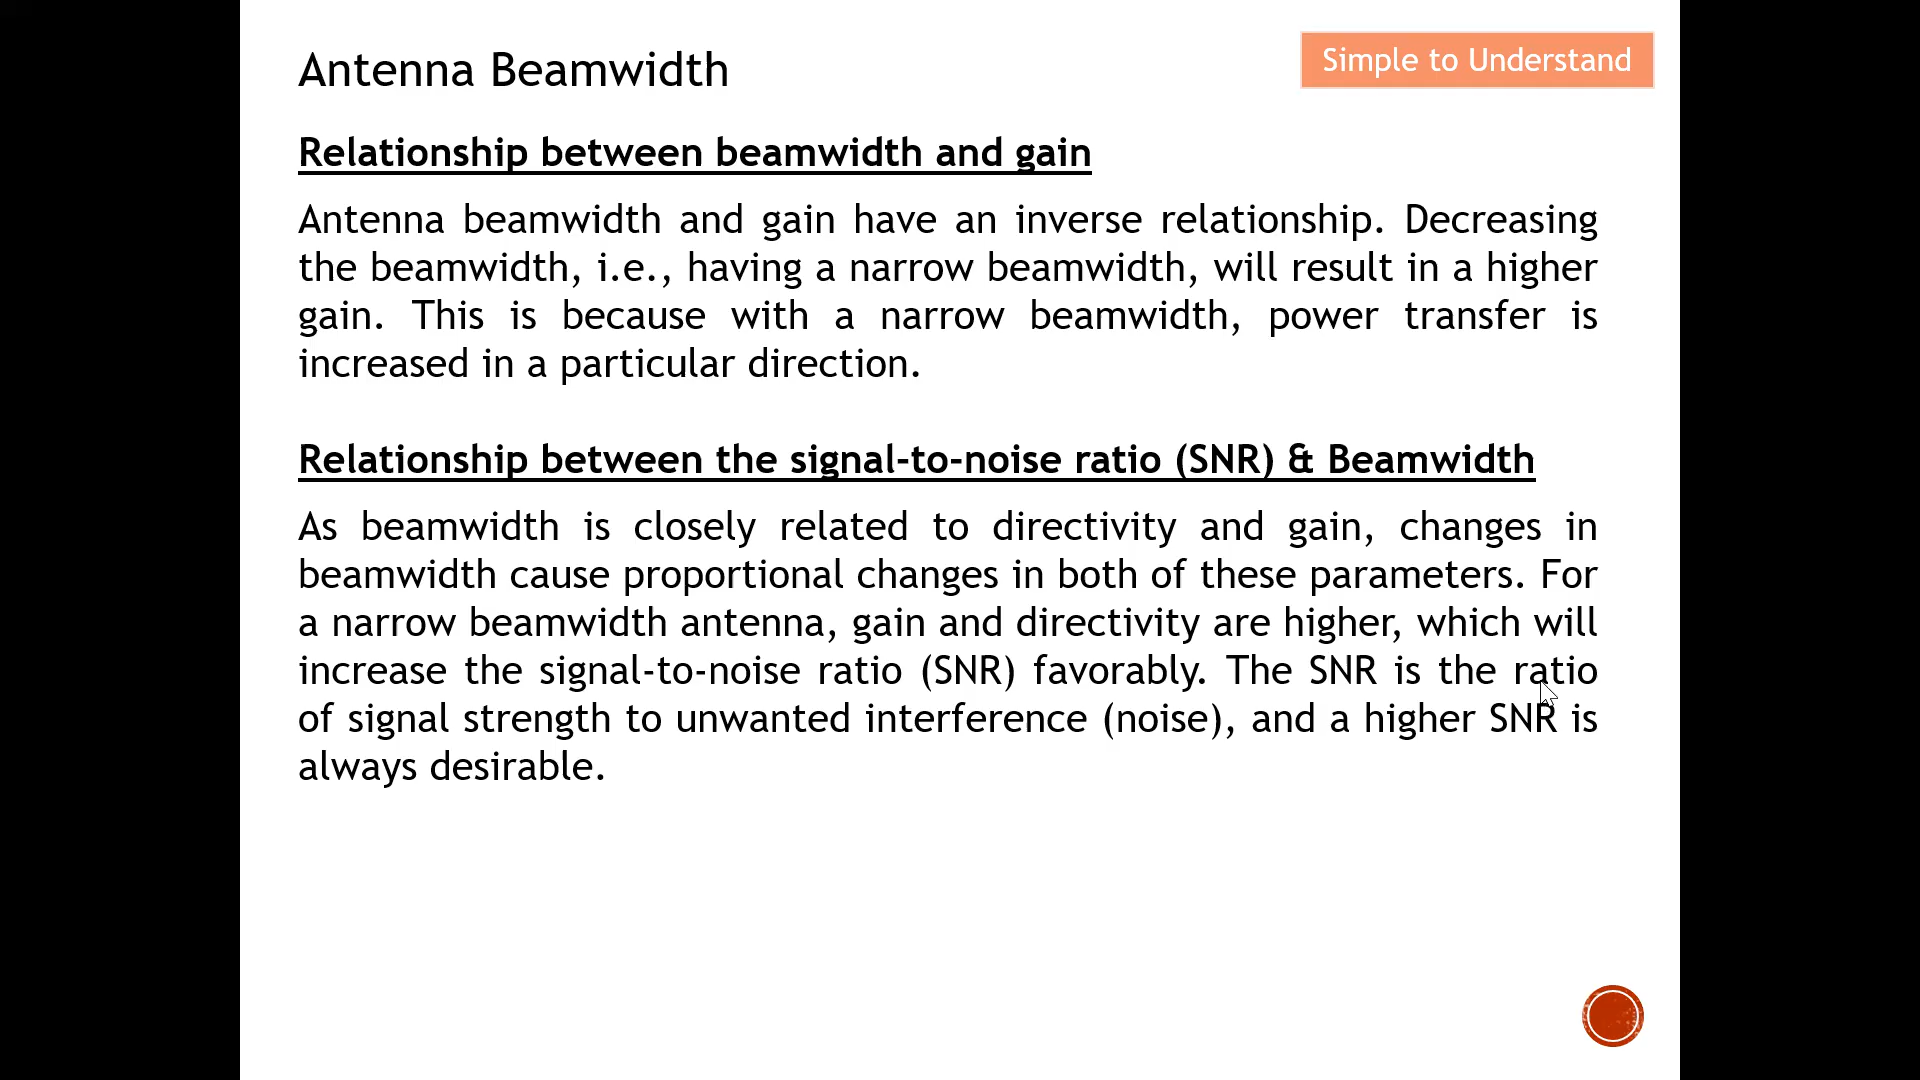 Antenna Beamwidth
Simple to Understand
Relationship between beamwidth and gain
Antenna beamwidth and gain have an inverse relationship. Decreasing
the beamwidth, i.e., having a narrow beamwidth, will result in a higher
gain. This is because with a narrow beamwidth, power transfer is
increased in a particular direction.
Relationship between the signal-to-noise ratio (SNR) & Beamwidth
As beamwidth is closely related to directivity and gain, changes in
beamwidth cause proportional changes in both of these parameters. For
a narrow beamwidth antenna, gain and directivity are higher, which will
increase the signal-to-noise ratio (SNR) favorably. The SNR is the ratio
of signal strength to unwanted interference (noise), and a higher SNR is
always desirable.